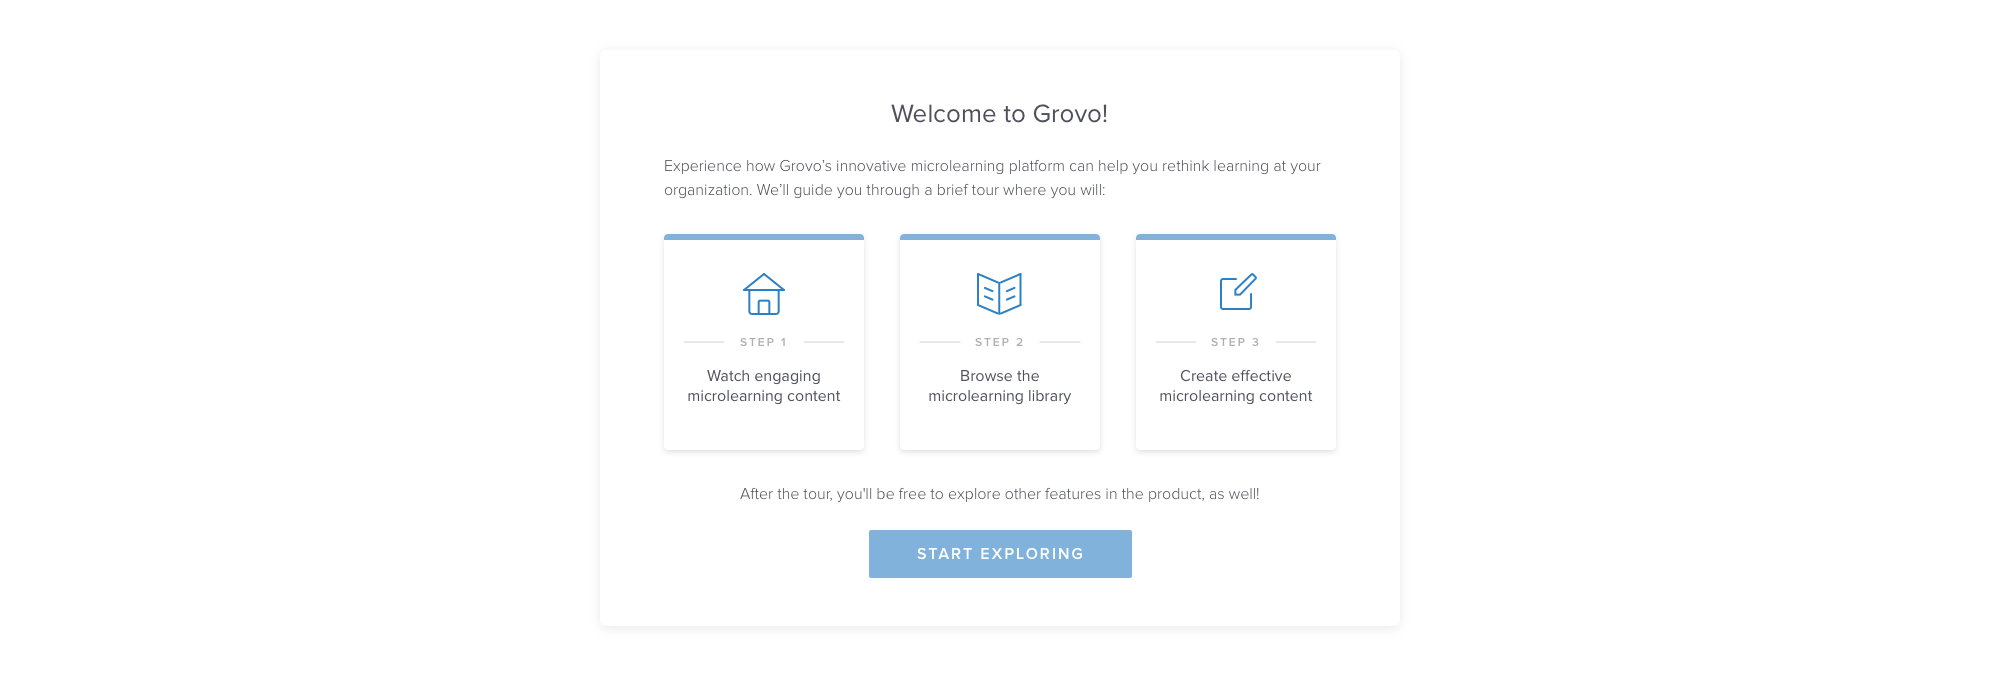 Welcome to Grovo!
Experience how Grovo’s innovative microlearning platform can help you rethink learning at your
organization. We’ll guide you through a brief tour where you will:
STEP 1
Watch engaging
microlearning content
STEP 2
Browse the
microlearning library
STEP 3
Create effective
microlearning content
After the tour, you'll be free to explore other features in the product, as well!
START EXPLORING